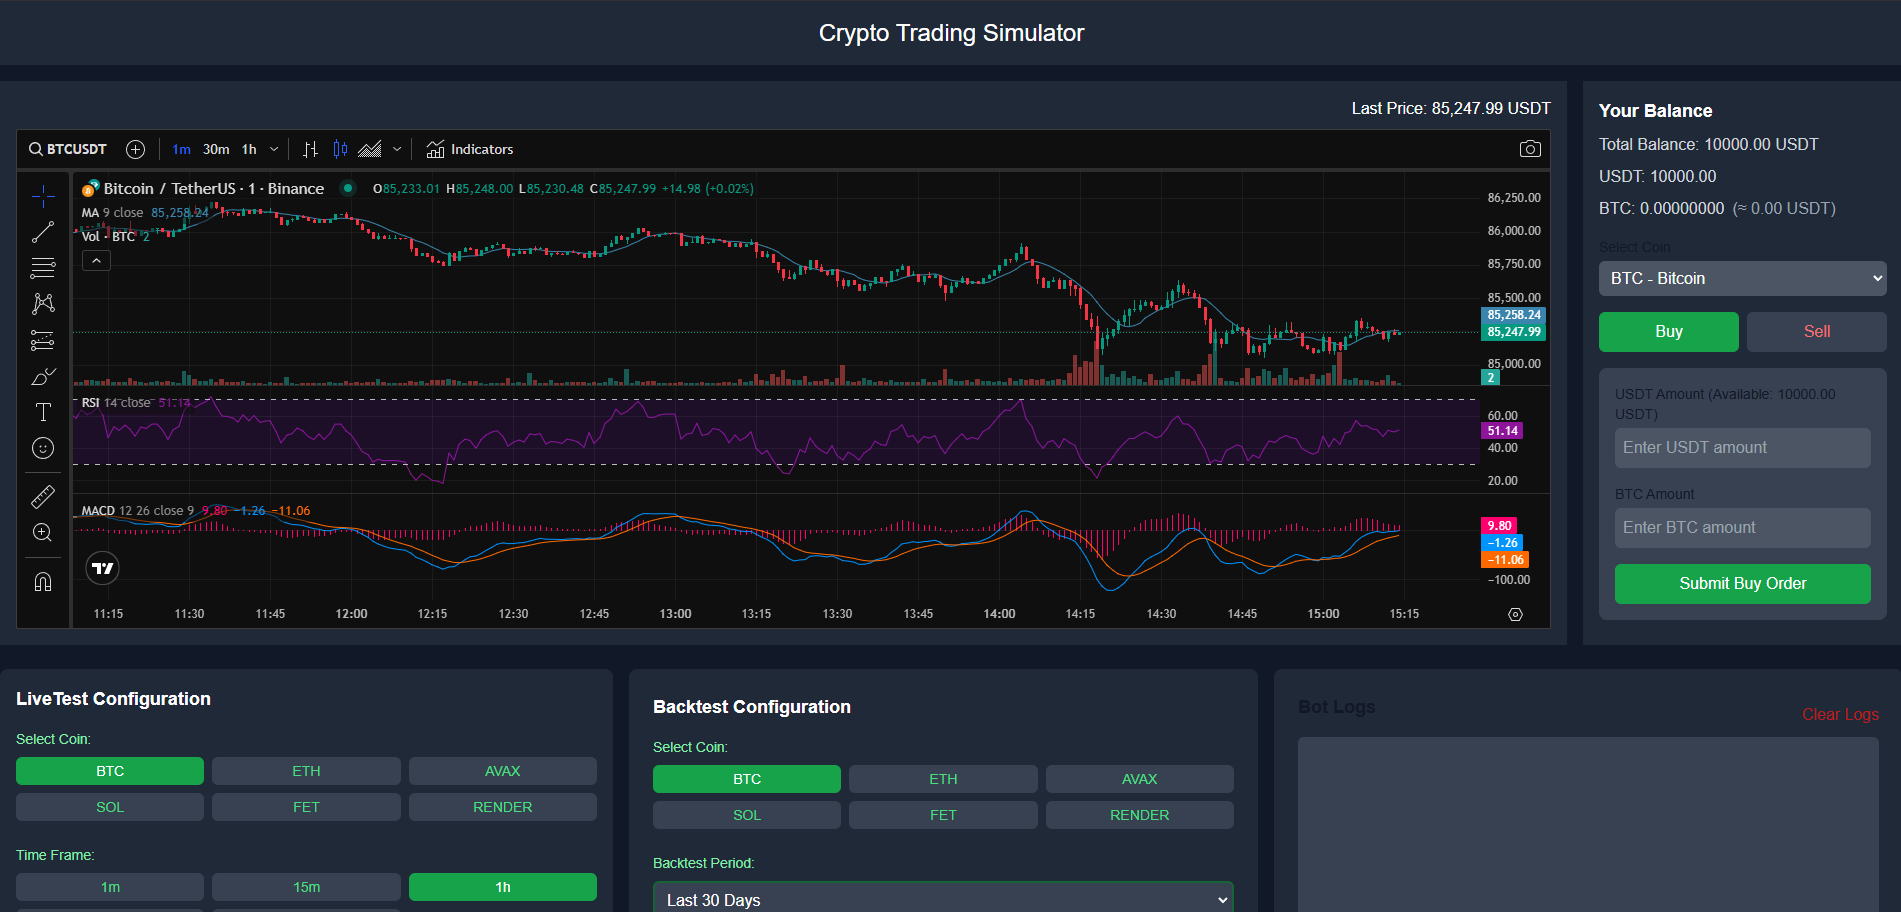 Crypto Trading Simulator
Last Price: 85,247.99 USDT
BTCUSDT 1m 30m 1h Indicators
Bitcoin / TetherUS · 1 · Binance O85,233.01 H85,248.00 L85,230.48 C85,247.99 +14.98 (+0.02%)
MA 9 close 85,258.24
Vol · BTC 2
86,250.00
86,000.00
85,750.00
85,500.00
85,258.24
85,247.99
85,000.00
2
RSI 14 close 51.14
60.00
51.14
40.00
20.00
MACD 12 26 close 9 9.80 −1.26 −11.06
9.80
−1.26
−11.06
−100.00
11:15 11:30 11:45 12:00 12:15 12:30 12:45 13:00 13:15 13:30 13:45 14:00 14:15 14:30 14:45 15:00 15:15
Your Balance
Total Balance: 10000.00 USDT
USDT: 10000.00
BTC: 0.00000000 (≈ 0.00 USDT)
Select Coin
BTC - Bitcoin
Buy Sell
USDT Amount (Available: 10000.00
USDT)
Enter USDT amount
BTC Amount
Enter BTC amount
Submit Buy Order
LiveTest Configuration
Select Coin:
BTC ETH AVAX
SOL FET RENDER
Time Frame:
1m 15m 1h
Backtest Configuration
Select Coin:
BTC ETH AVAX
SOL FET RENDER
Backtest Period:
Last 30 Days
Bot Logs
Clear Logs